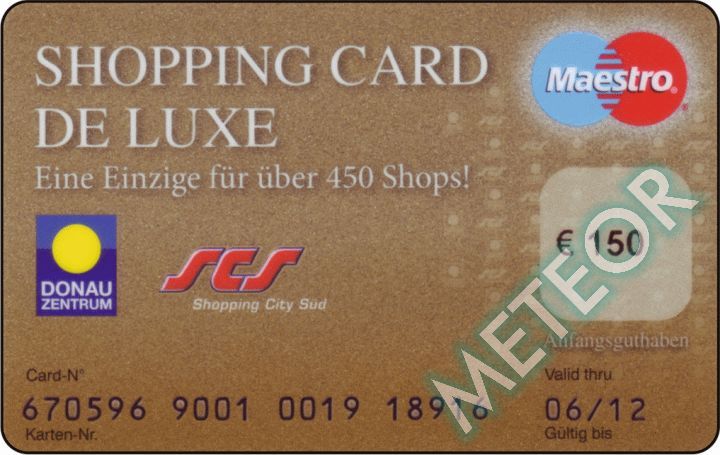 SHOPPING CARD
DE LUXE
Maestro®
Eine Einzige für über 450 Shops!
€ 150
DONAU
ZENTRUM
SCS
Shopping City Süd
Anfangsguthaben
METEOR
Card-N° Valid thru
670596 9001 0019 18916 06/12
Karten-Nr. Gültig bis